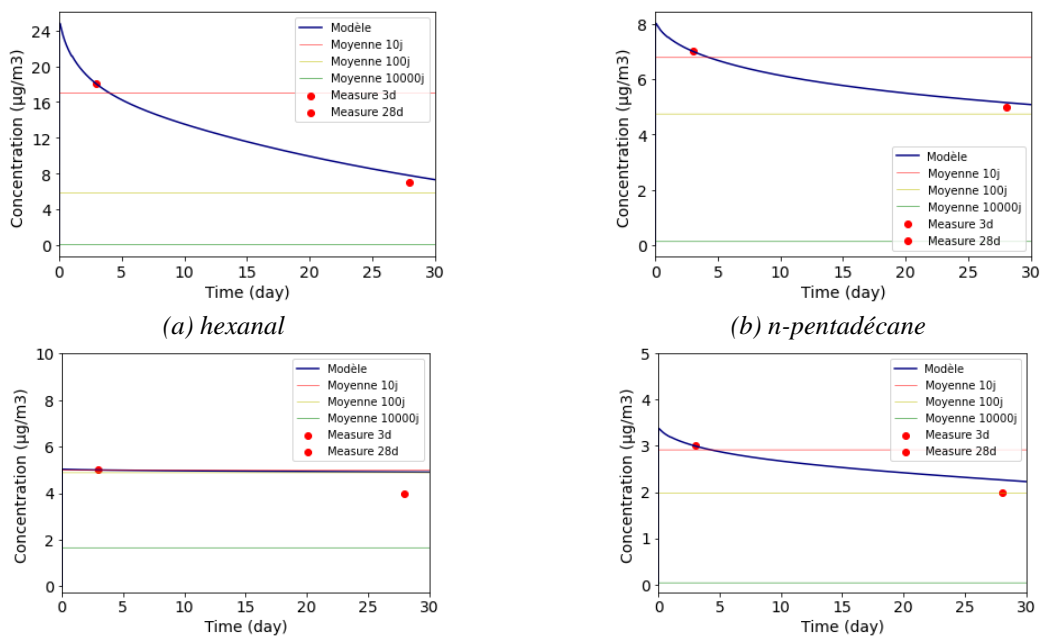 Concentration (µg/m3)
24
20
16
12
8
4
0
Modèle
Moyenne 10j
Moyenne 100j
Moyenne 10000j
Measure 3d
Measure 28d
0 5 10 15 20 25 30
Time (day)
(a) hexanal
Concentration (µg/m3)
8
6
4
2
0
Modèle
Moyenne 10j
Moyenne 100j
Moyenne 10000j
Measure 3d
Measure 28d
0 5 10 15 20 25 30
Time (day)
(b) n-pentadécane
Concentration (µg/m3)
10
8
6
4
2
0
Modèle
Moyenne 10j
Moyenne 100j
Moyenne 10000j
Measure 3d
Measure 28d
0 5 10 15 20 25 30
Time (day)
Concentration (µg/m3)
5
4
3
2
1
0
Modèle
Moyenne 10j
Moyenne 100j
Moyenne 10000j
Measure 3d
Measure 28d
0 5 10 15 20 25 30
Time (day)